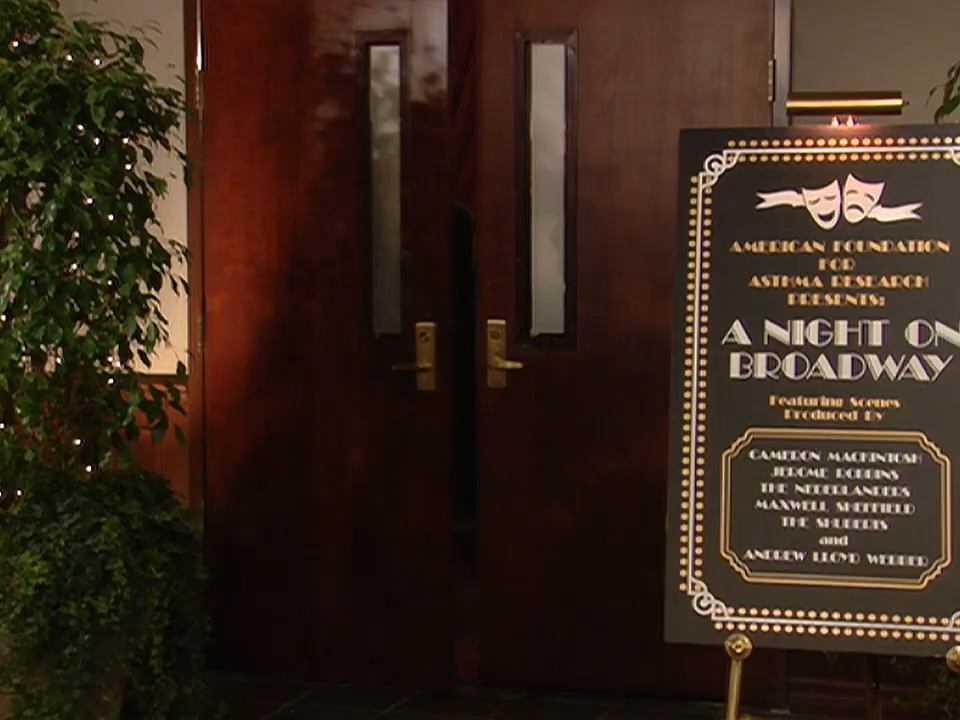 AMERICAN FOUNDATION
FOR
ASTHMA RESEARCH
PRESENTS:
A NIGHT ON
BROADWAY
Featuring Scenes
Produced By
CAMERON MACKINTOSH
JEROME ROBBINS
THE NEDERLANDERS
MAXWELL SHEFFIELD
THE SHUBERTS
and
ANDREW LLOYD WEBBER